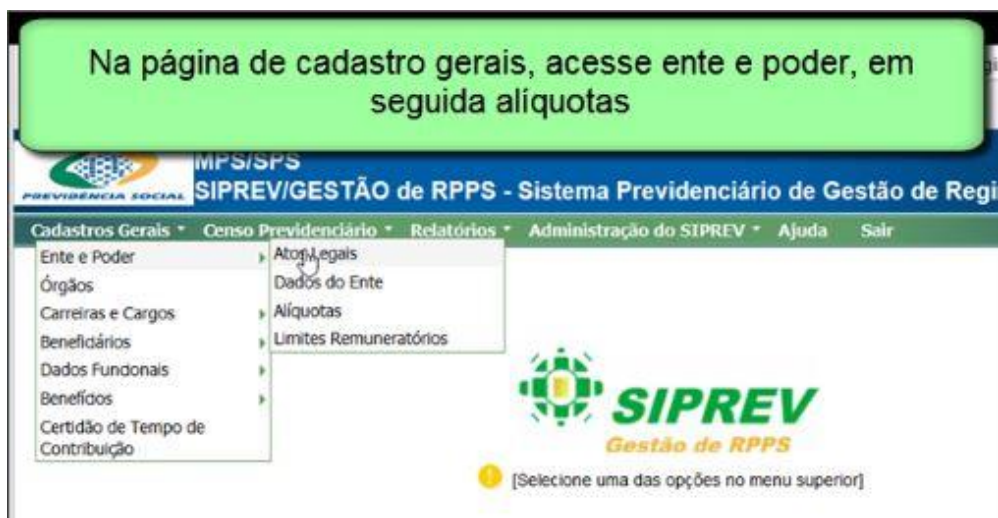 Na página de cadastro gerais, acesse ente e poder, em
seguida alíquotas
MPS/SPS
PREVIDÊNCIA SOCIAL
SIPREV/GESTÃO de RPPS - Sistema Previdenciário de Gestão de Regi
Cadastros Gerais Censo Previdenciário Relatórios Administração do SIPREV Ajuda Sair
Ente e Poder
Atos Legais
Órgãos
Dados do Ente
Carreiras e Cargos
Alíquotas
Beneficiários
Limites Remuneratórios
Dados Funcionais
Benefícios
Certidão de Tempo de
Contribuição
SIPREV
Gestão de RPPS
[Selecione uma das opções no menu superior]